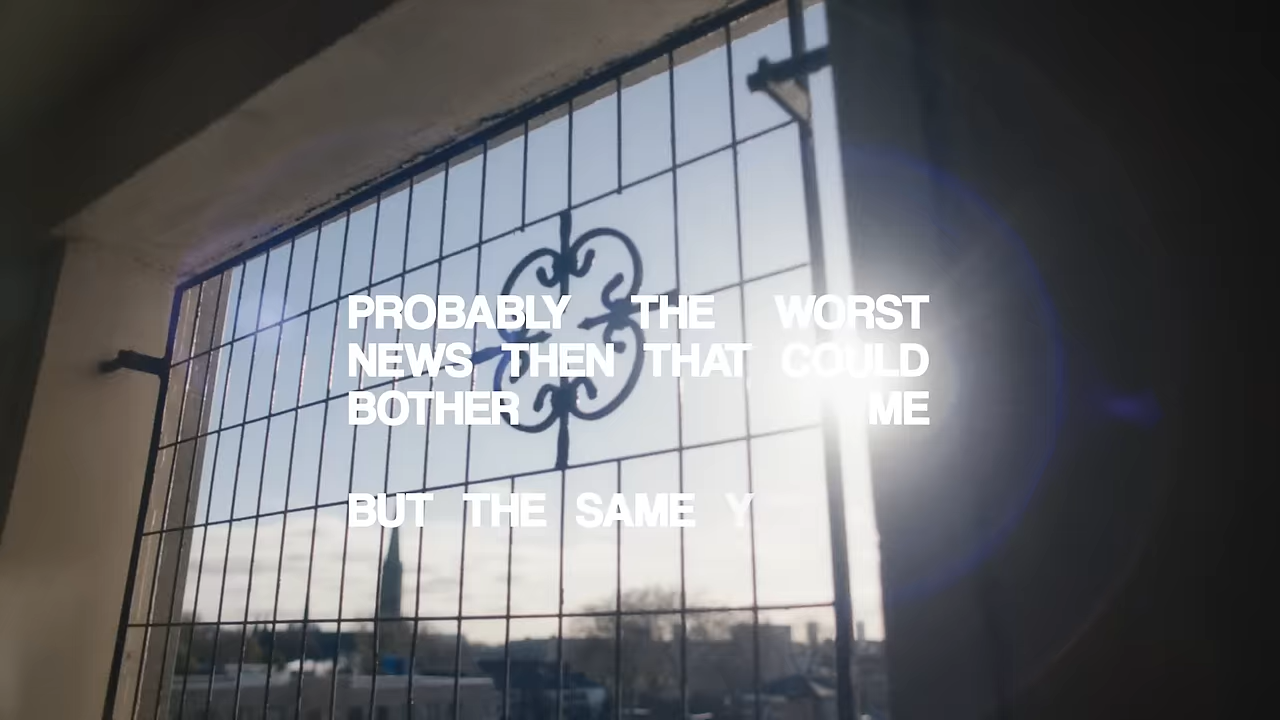 PROBABLY THE WORST
NEWS THEN THAT COULD
BOTHER ME
BUT THE SAME Y